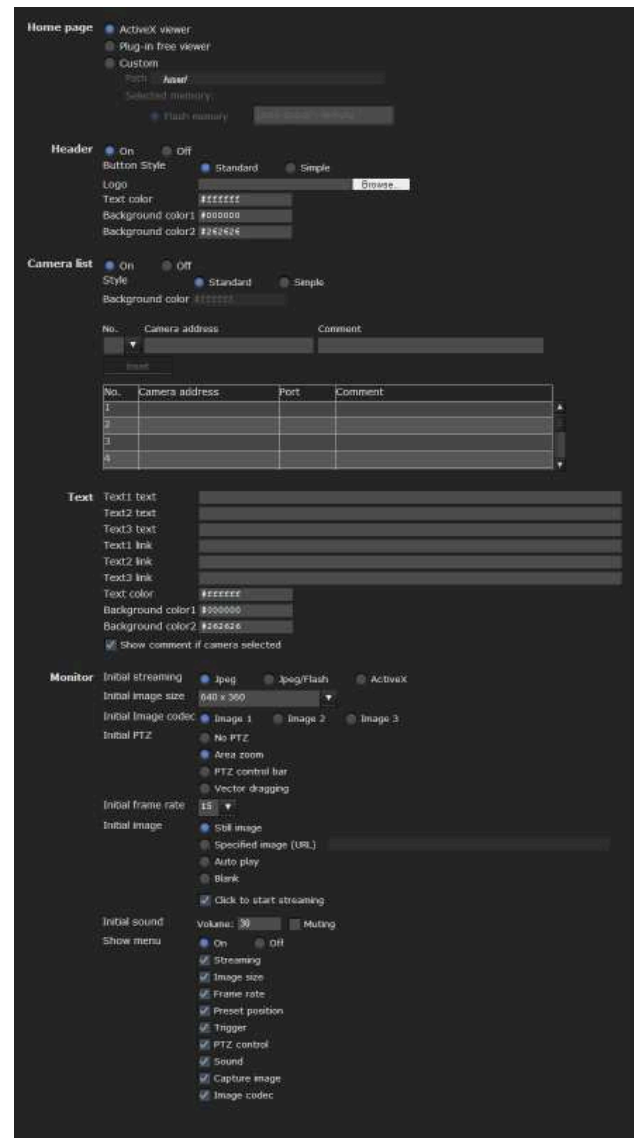 Home page ActiveX viewer
Plug-in free viewer
Custom
Path
Selected memory:
Flash memory
Header On Off
Button Style Standard Simple
Logo Browse...
Text color #ffffff
Background color1 #000000
Background color2 #262626
Camera list On Off
Style Standard Simple
Background color #ffffff
No. Camera address Comment
No. Camera address Port Comment
1
2
3
4
Text Text1 text
Text2 text
Text3 text
Text1 link
Text2 link
Text3 link
Text color #ffffff
Background color1 #000000
Background color2 #262626
Show comment if camera selected
Monitor Initial streaming Jpeg Jpeg/Flash ActiveX
Initial image size 640 x 360
Initial Image codec Image 1 Image 2 Image 3
Initial PTZ No PTZ
Area zoom
PTZ control bar
Vector dragging
Initial frame rate 15
Initial image Still image
Specified image (URL)
Auto play
Blank
Click to start streaming
Initial sound Volume: 30 Muting
Show menu On Off
Streaming
Image size
Frame rate
Preset position
Trigger
PTZ control
Sound
Capture image
Image codec